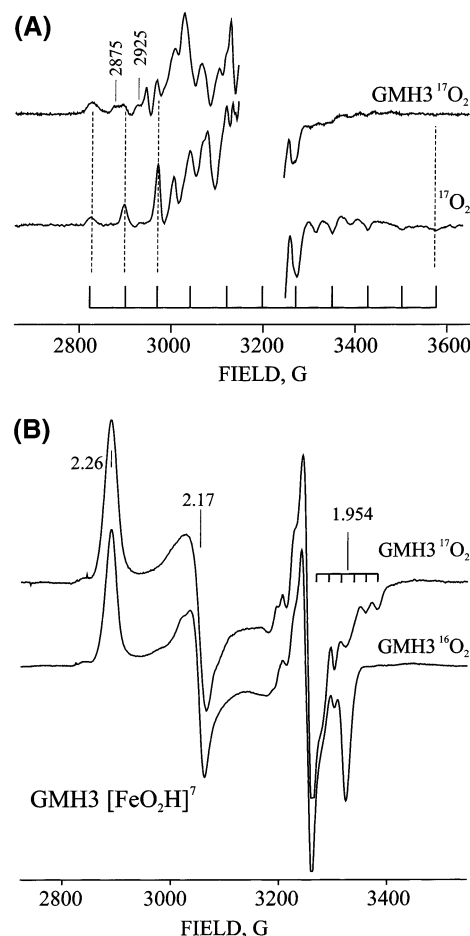 (A)
2875
2925
GMH3 ¹⁷O₂
¹⁷O₂
2800 3000 3200 3400 3600
FIELD, G
(B)
2.26
2.17
1.954
GMH3 ¹⁷O₂
GMH3 ¹⁶O₂
GMH3 [FeO₂H]⁷
2800 3000 3200 3400
FIELD, G